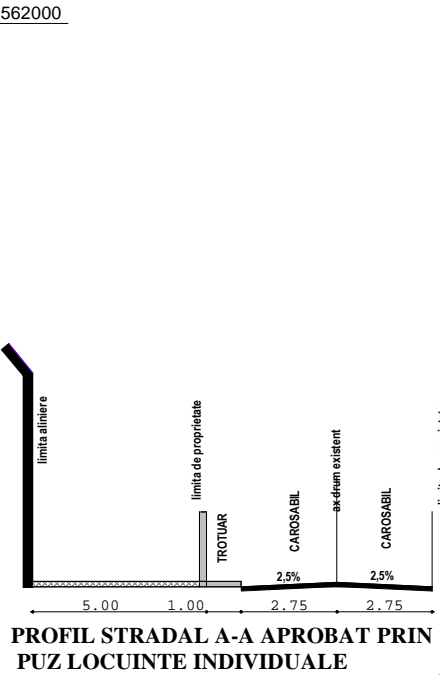 562000
limita aliniere
limita de proprietate
TROTUAR
CAROSABIL
ax drum existent
CAROSABIL
2,5%
2,5%
5.00
1.00
2.75
2.75
PROFIL STRADAL A-A APROBAT PRIN
PUZ LOCUINTE INDIVIDUALE